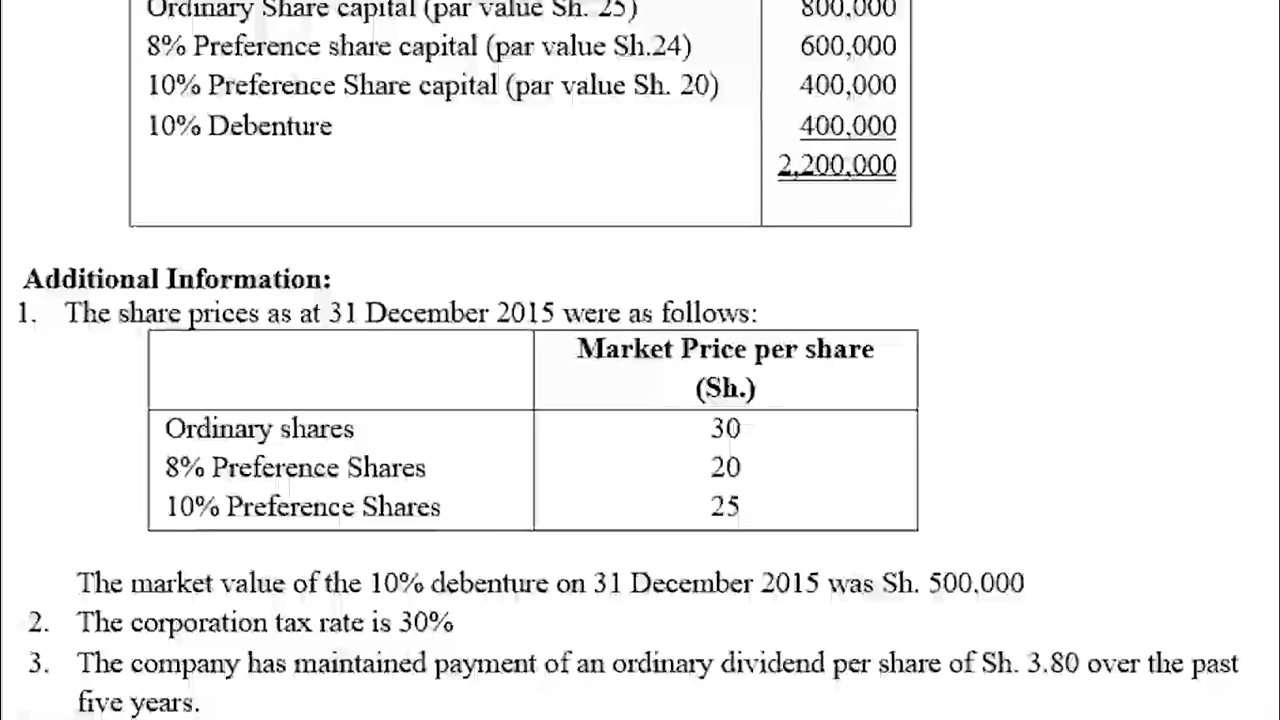 Ordinary Share capital (par value Sh. 25) 800,000
8% Preference share capital (par value Sh.24) 600,000
10% Preference Share capital (par value Sh. 20) 400,000
10% Debenture 400,000
2,200,000
Additional Information:
1. The share prices as at 31 December 2015 were as follows:
Market Price per share
(Sh.)
Ordinary shares 30
8% Preference Shares 20
10% Preference Shares 25
The market value of the 10% debenture on 31 December 2015 was Sh. 500,000
2. The corporation tax rate is 30%
3. The company has maintained payment of an ordinary dividend per share of Sh. 3.80 over the past
five years.